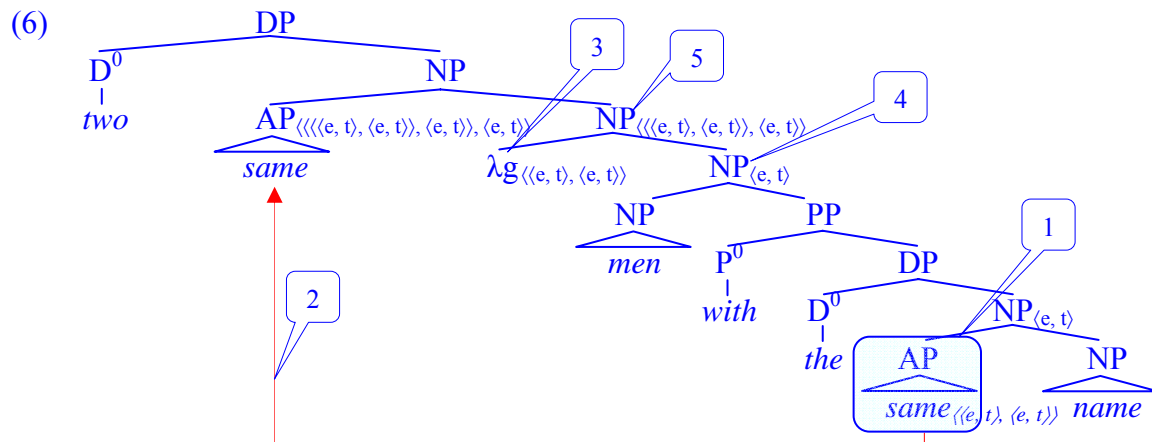 (6) DP
3
5
D⁰ NP
4
two AP⟨⟨⟨⟨e, t⟩, ⟨e, t⟩⟩, ⟨e, t⟩⟩, ⟨e, t⟩⟩ NP⟨⟨⟨e, t⟩, ⟨e, t⟩⟩, ⟨e, t⟩⟩
same λg⟨⟨e, t⟩, ⟨e, t⟩⟩ NP⟨e, t⟩
NP PP
1
men P⁰ DP
2
with D⁰ NP⟨e, t⟩
the AP NP
same⟨⟨e, t⟩, ⟨e, t⟩⟩ name